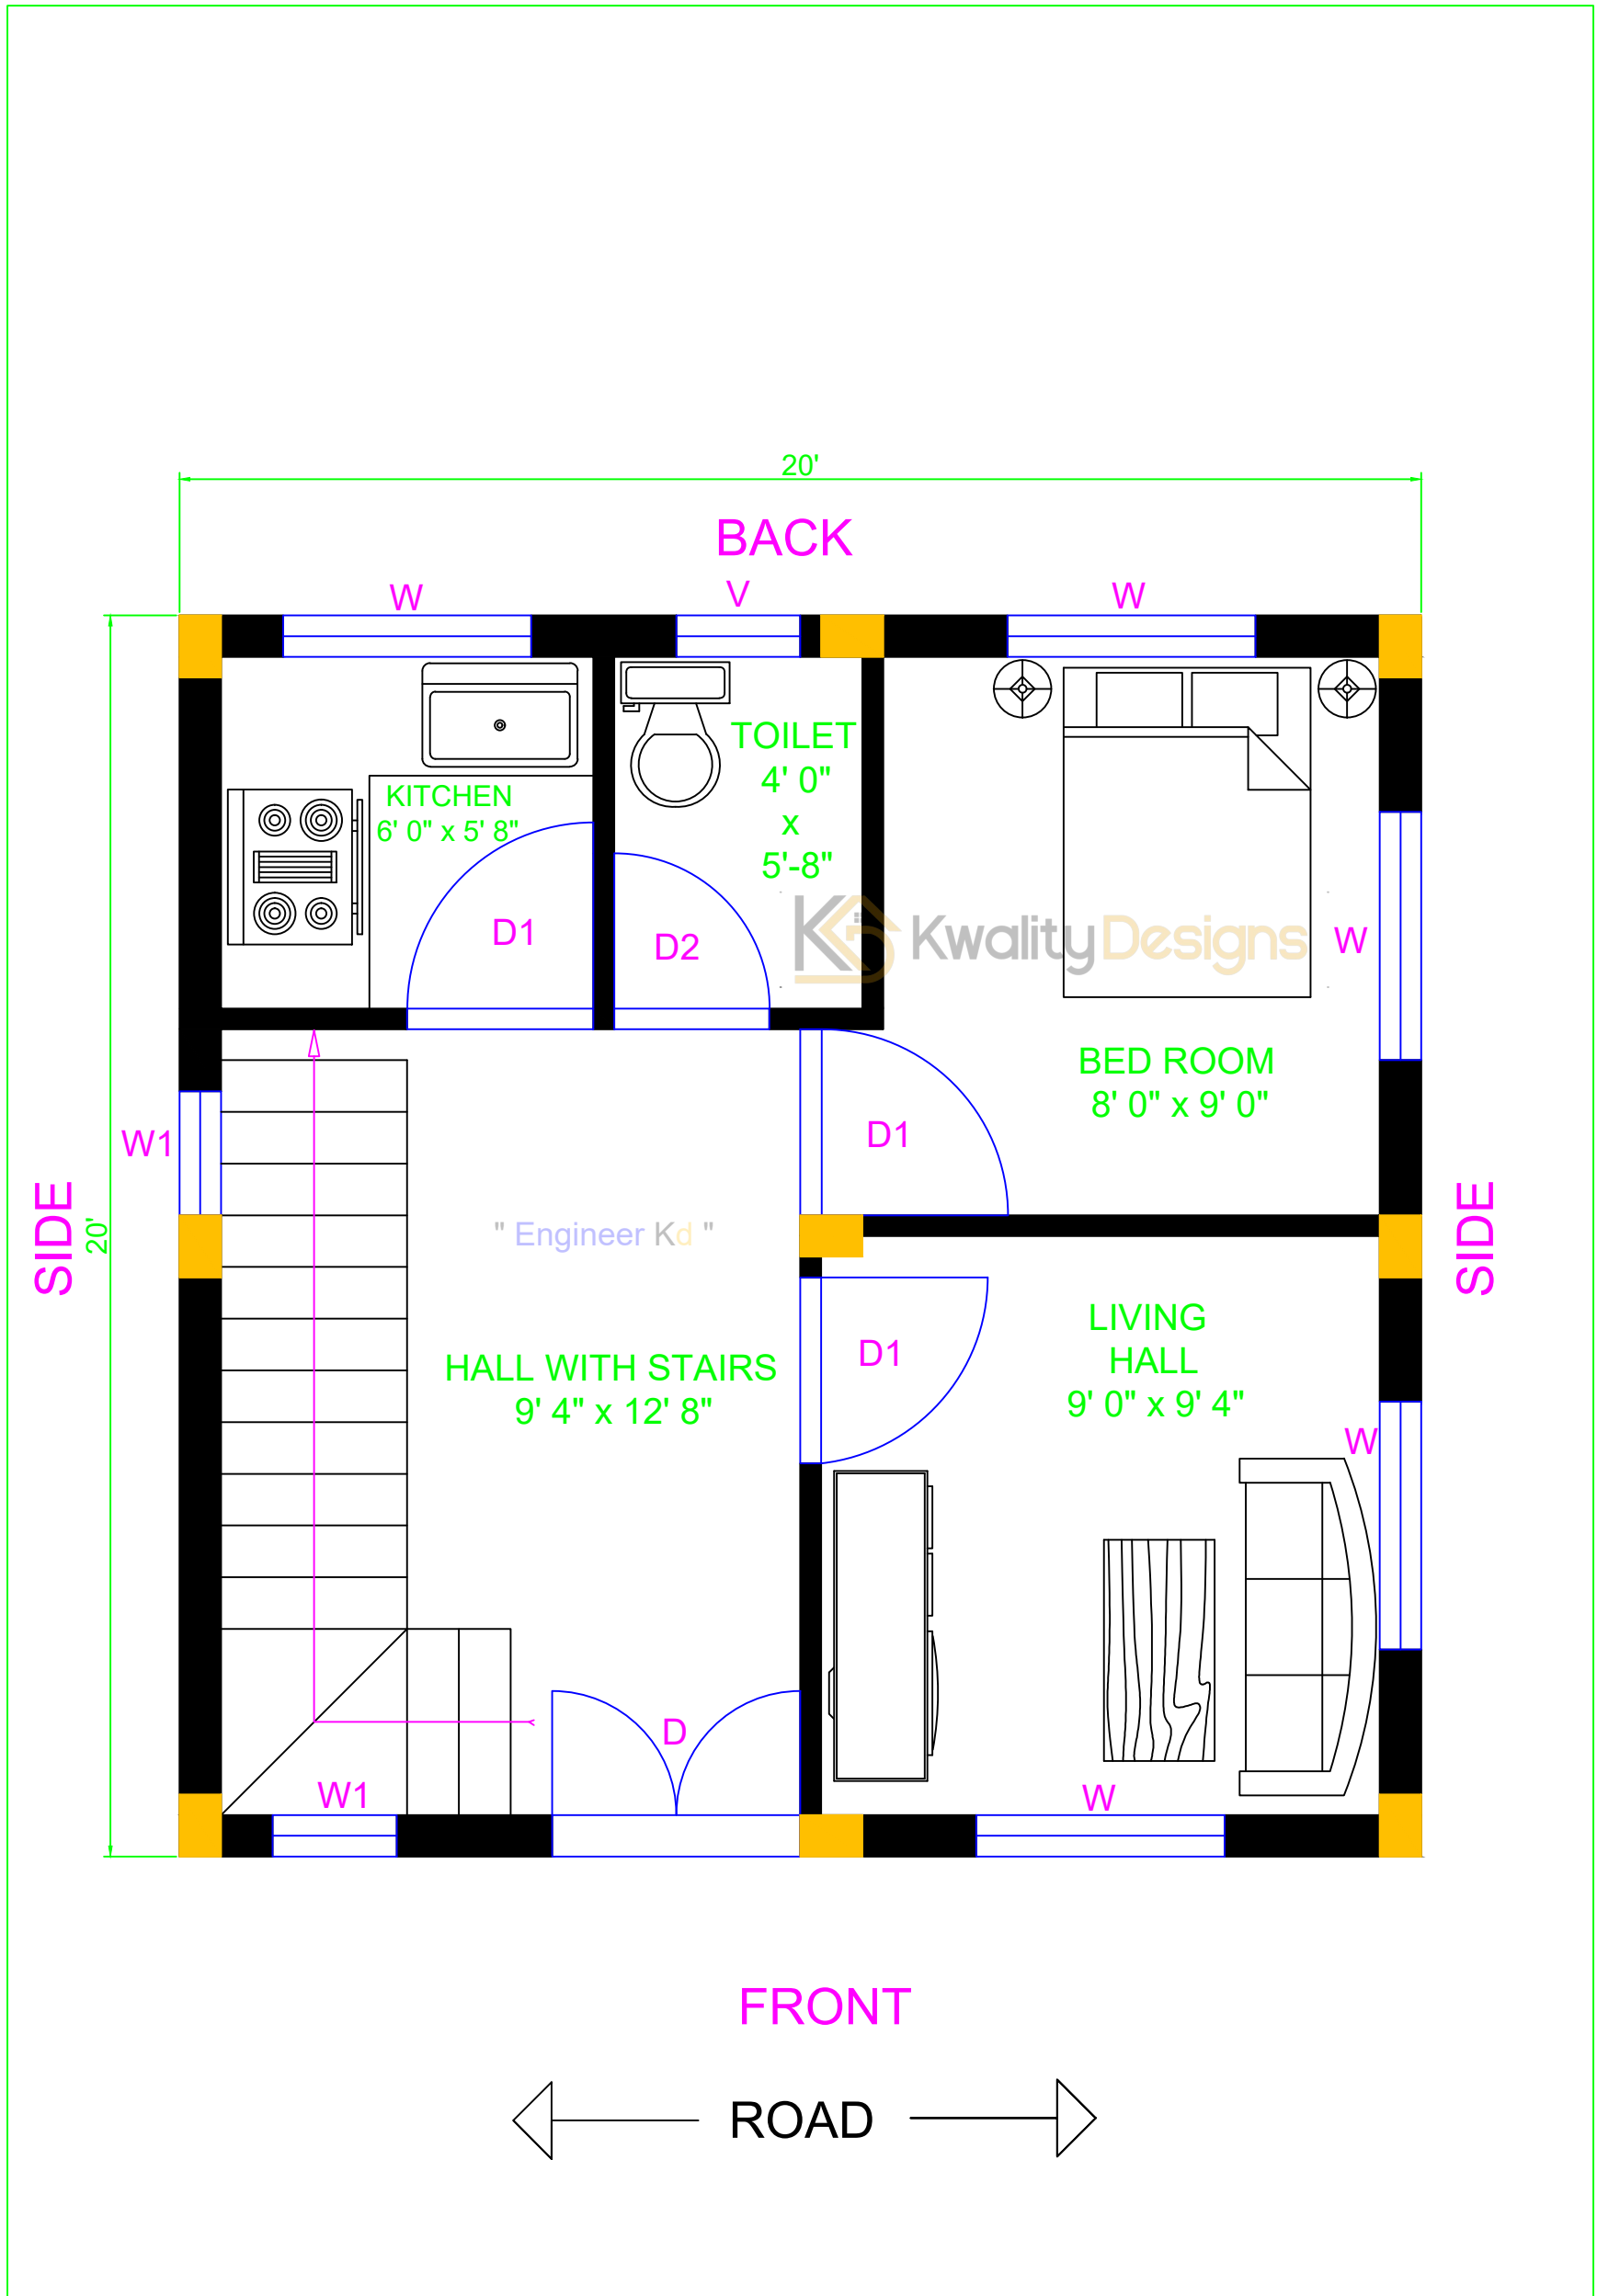 20'
BACK
W
V
W
TOILET
4' 0"
x
5'-8"
KITCHEN
6' 0" x 5' 8"
D1
D2
KwalityDesigns
W
BED ROOM
8' 0" x 9' 0"
D1
W1
SIDE
20'
" Engineer Kd "
SIDE
LIVING
HALL
9' 0" x 9' 4"
D1
HALL WITH STAIRS
9' 4" x 12' 8"
W
D
W1
W
FRONT
ROAD